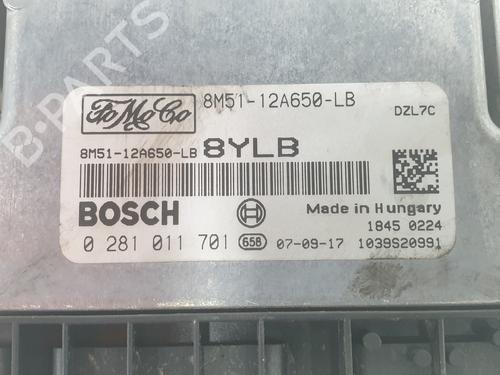 B-PARTS
FoMoCo 8M51-12A650-LB
DZL7C
8M51-12A650-LB 8YLB
BOSCH Made in Hungary
1845 0224
0 281 011 701 658 07-09-17 1039S20991